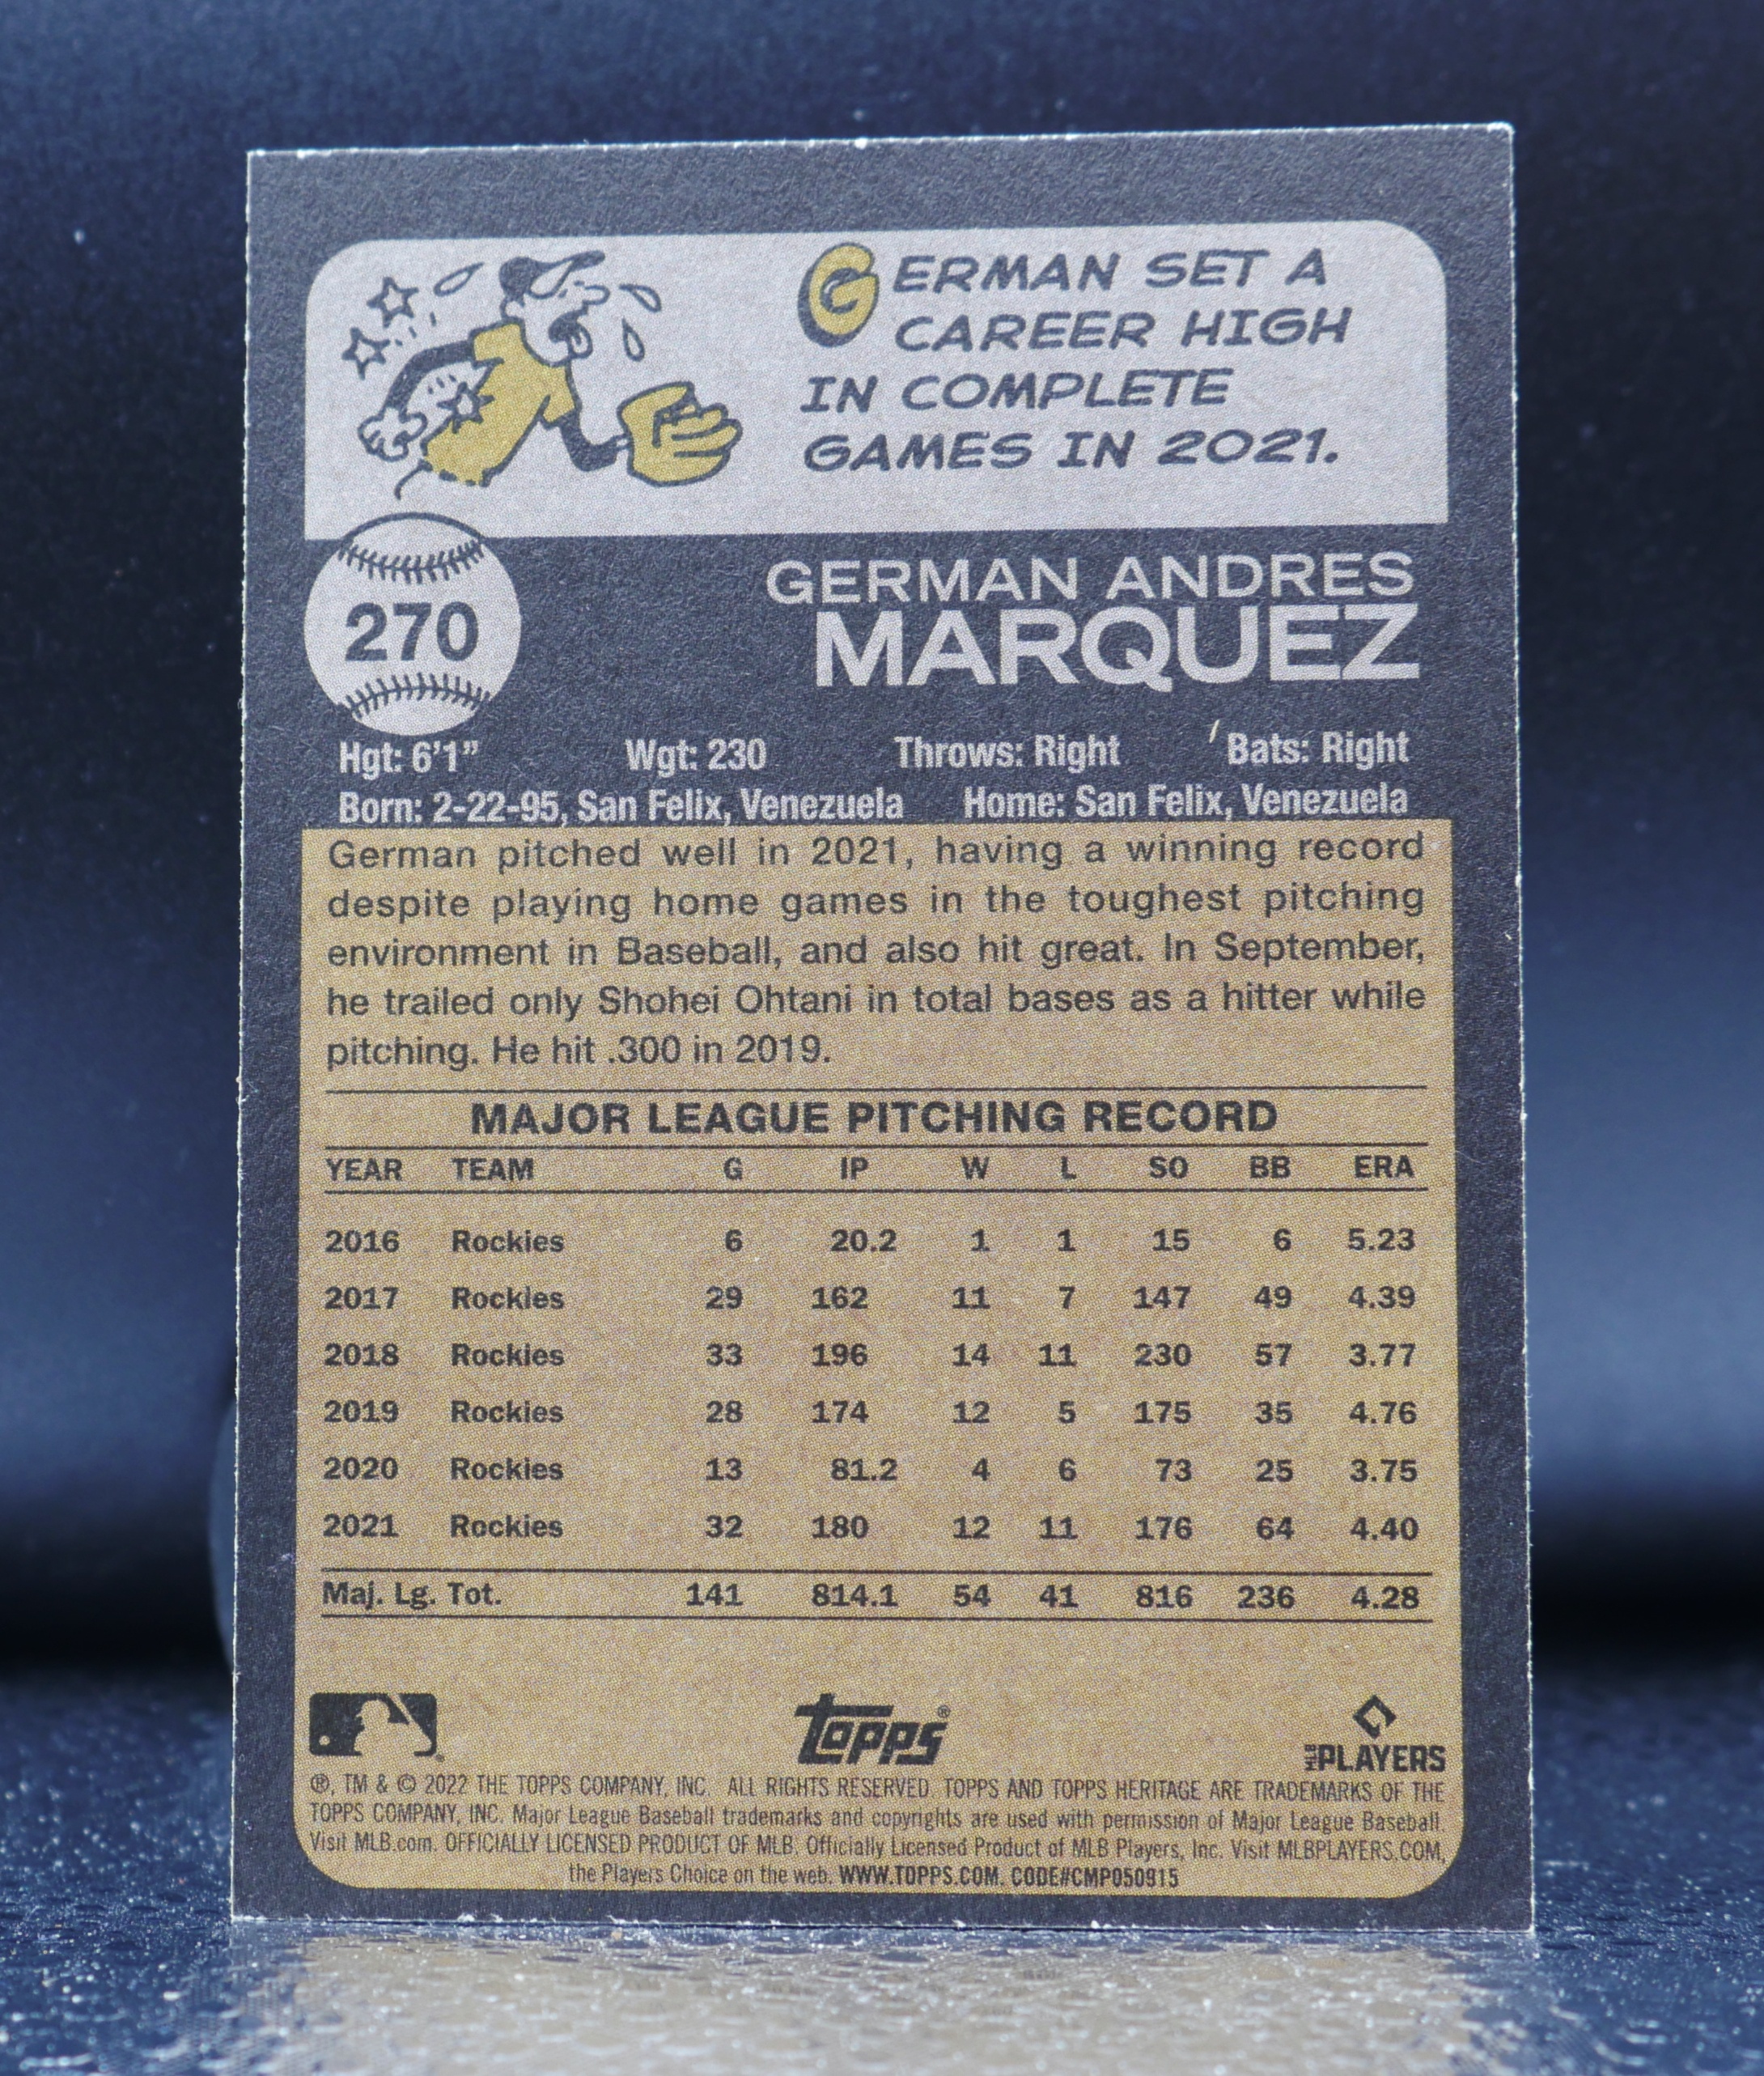 GERMAN SET A
CAREER HIGH
IN COMPLETE
GAMES IN 2021.
270
GERMAN ANDRES
MARQUEZ
Hgt: 6'1" Wgt: 230 Throws: Right Bats: Right
Born: 2-22-95, San Felix, Venezuela Home: San Felix, Venezuela
German pitched well in 2021, having a winning record
despite playing home games in the toughest pitching
environment in Baseball, and also hit great. In September,
he trailed only Shohei Ohtani in total bases as a hitter while
pitching. He hit .300 in 2019.
MAJOR LEAGUE PITCHING RECORD
YEAR TEAM G IP W L SO BB ERA
2016 Rockies 6 20.2 1 1 15 6 5.23
2017 Rockies 29 162 11 7 147 49 4.39
2018 Rockies 33 196 14 11 230 57 3.77
2019 Rockies 28 174 12 5 175 35 4.76
2020 Rockies 13 81.2 4 6 73 25 3.75
2021 Rockies 32 180 12 11 176 64 4.40
Maj. Lg. Tot. 141 814.1 54 41 816 236 4.28
topps®
MLB PLAYERS
®, TM & © 2022 THE TOPPS COMPANY, INC. ALL RIGHTS RESERVED. TOPPS AND TOPPS HERITAGE ARE TRADEMARKS OF THE
TOPPS COMPANY, INC. Major League Baseball trademarks and copyrights are used with permission of Major League Baseball.
Visit MLB.com. OFFICIALLY LICENSED PRODUCT OF MLB. Officially Licensed Product of MLB Players, Inc. Visit MLBPLAYERS.COM,
the Players Choice on the web. WWW.TOPPS.COM. CODE#CMP050915